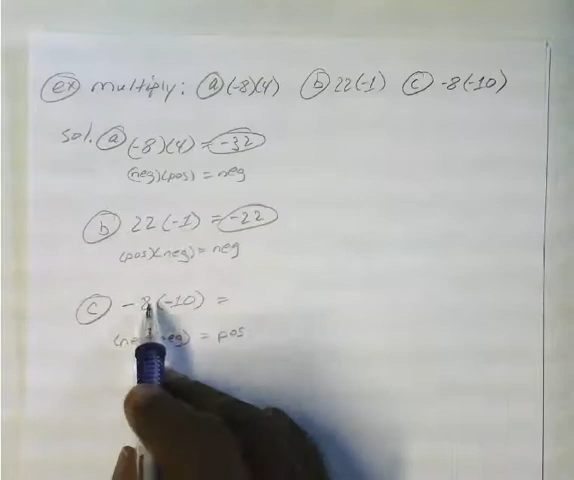 ex multiply: a (-8)(4) b 22(-1) c -8(-10)
sol. a (-8)(4) = -32
(neg)(pos) = neg
b 22(-1) = -22
(pos)(neg) = neg
c -8(-10) =
= pos